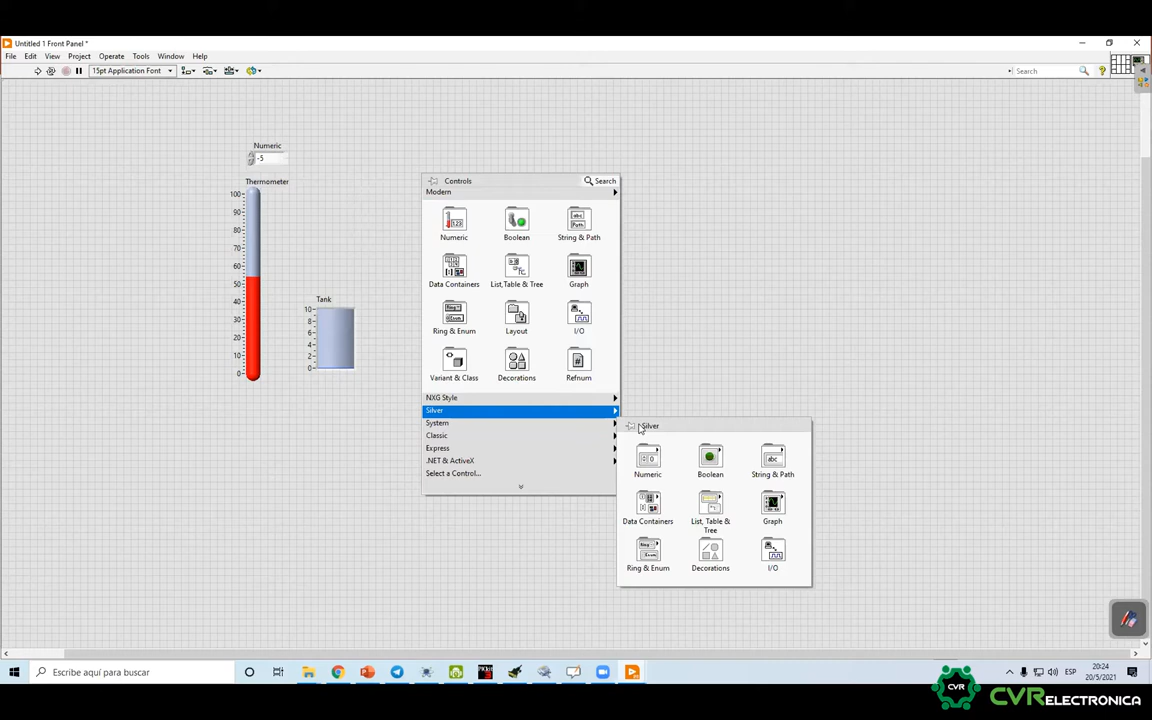 Untitled 1 Front Panel *
File Edit View Project Operate Tools Window Help
15pt Application Font
Search
Numeric
-5
Thermometer
100
90
80
70
60
50
40
30
20
10
0
Tank
10
8
6
4
2
0
Controls
Search
Modern
Numeric Boolean String & Path
Data Containers List, Table & Tree Graph
Ring & Enum Layout I/O
Variant & Class Decorations Refnum
NXG Style
Silver
System
Classic
Express
.NET & ActiveX
Select a Control...
Silver
Numeric Boolean String & Path
Data Containers List, Table & Tree Graph
Ring & Enum Decorations I/O
Escribe aquí para buscar
ESP
20:24
20/5/2021
CVR
CVRELECTRONICA